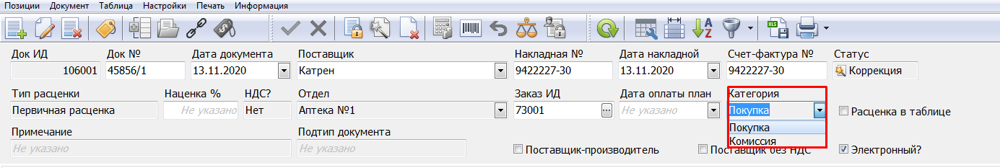 Позиции Документ Таблица Настройки Печать Информация
Док ИД Док № Дата документа Поставщик Накладная № Дата накладной Счет-фактура № Статус
106001 45856/1 13.11.2020 Катрен 9422227-30 13.11.2020 9422227-30 Коррекция
Тип расценки Наценка % НДС? Отдел Заказ ИД Дата оплаты план Категория
Первичная расценка Не указано Нет Аптека №1 73001 Не указано Покупка Расценка в таблице
Примечание Подтип документа Покупка
Не указано Не указано Поставщик-производитель Поставщик без НДС Комиссия Электронный?